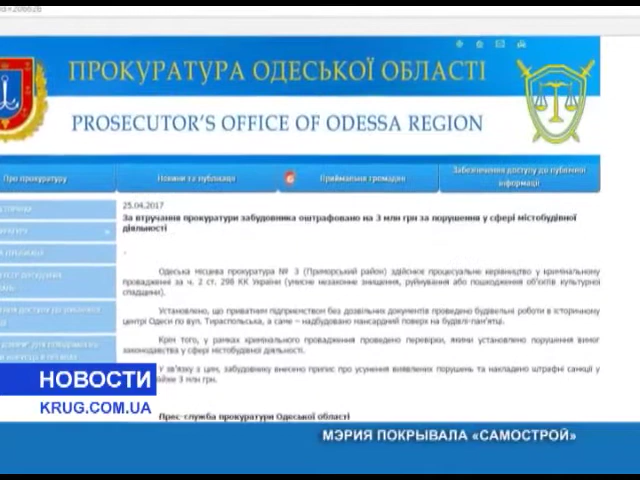 ПРОКУРАТУРА ОДЕСЬКОЇ ОБЛАСТІ
PROSECUTOR'S OFFICE OF ODESSA REGION
Про прокуратуру
Новини та публікації
Приймальня громадян
Забезпечення доступу до публічної
інформації
25.04.2017
За втручання прокуратури забудовника оштрафовано на 3 млн грн за порушення у сфері містобудівної
діяльності
Одеська місцева прокуратура № 3 (Приморський район) здійснює процесуальне керівництво у кримінальному
провадженні за ч. 2 ст. 298 КК України (умисне незаконне знищення, руйнування або пошкодження об'єктів культурної
спадщини).
Установлено, що приватним підприємством без дозвільних документів проведено будівельні роботи в історичному
центрі Одеси по вул. Тираспольська, а саме – надбудовано мансардний поверх на будівлі-пам'ятці.
Крім того, у рамках кримінального провадження проведено перевірки, якими установлено порушення вимог
законодавства у сфері містобудівної діяльності.
У зв'язку з цим, забудовнику внесено припис про усунення виявлених порушень та накладено штрафні санкції у
3 млн грн.
Прес-служба прокуратури Одеської області
НОВОСТИ
KRUG.COM.UA
МЭРИЯ ПОКРЫВАЛА «САМОСТРОЙ»